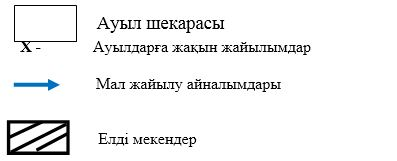 Ауыл шекарасы
X - Ауылдарға жақын жайылымдар
Мал жайылу айналымдары
Елді мекендер